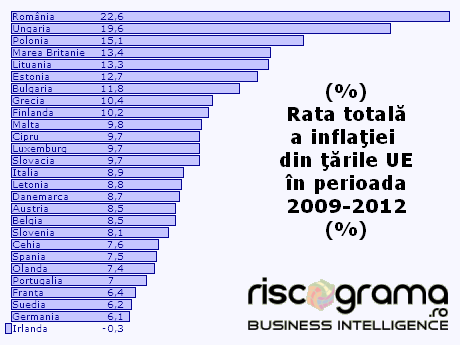 România 22,6
Ungaria 19,6
Polonia 15,1
Marea Britanie 13,4
Lituania 13,3
Estonia 12,7
Bulgaria 11,8
Grecia 10,4
Finlanda 10,2
Malta 9,8
Cipru 9,7
Luxemburg 9,7
Slovacia 9,7
Italia 8,9
Letonia 8,8
Danemarca 8,7
Austria 8,5
Belgia 8,5
Slovenia 8,1
Cehia 7,6
Spania 7,5
Olanda 7,4
Portugalia 7
Franţa 6,4
Suedia 6,2
Germania 6,1
Irlanda -0,3
(%)
Rata totală
a inflaţiei
din ţările UE
în perioada
2009-2012
(%)
riscograma.ro
BUSINESS INTELLIGENCE